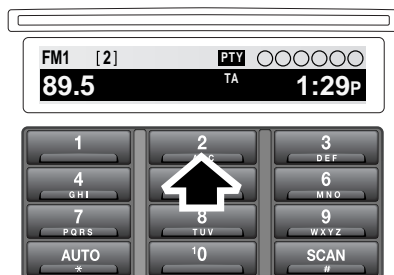 FM1 [2] PTY
89.5 TA 1:29P
1 2 3
DEF
4 6
GHI MNO
7 8 9
PQRS TUV WXYZ
AUTO 10 SCAN
* #